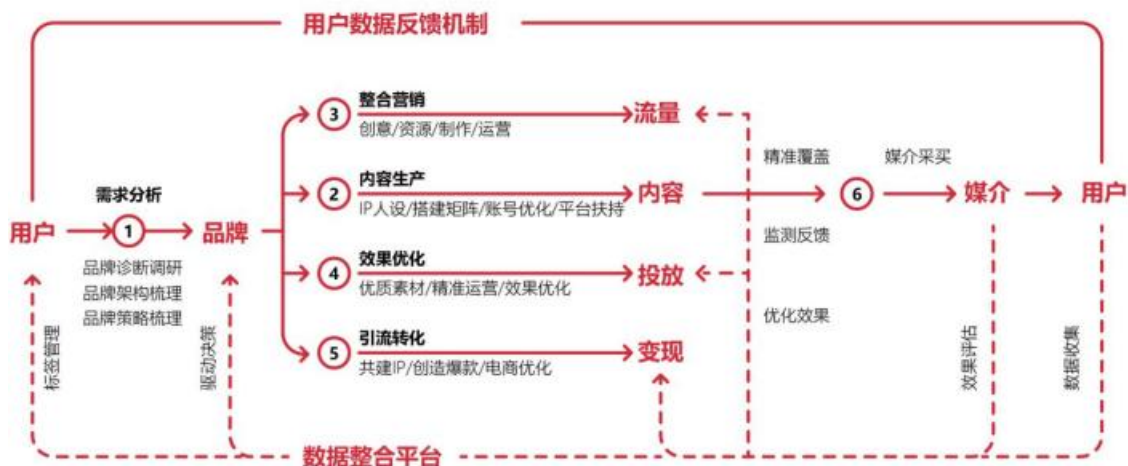 用户数据反馈机制
3
整合营销
创意/资源/制作/运营
流量
2
内容生产
IP人设/搭建矩阵/账号优化/平台扶持
内容
精准覆盖
6
媒介采买
媒介
用户
监测反馈
优化效果
需求分析
用户
1
品牌
品牌诊断调研
品牌架构梳理
品牌策略梳理
4
效果优化
优质素材/精准运营/效果优化
投放
5
引流转化
共建IP/创造爆款/电商优化
变现
标签管理
驱动决策
效果评估
数据收集
数据整合平台